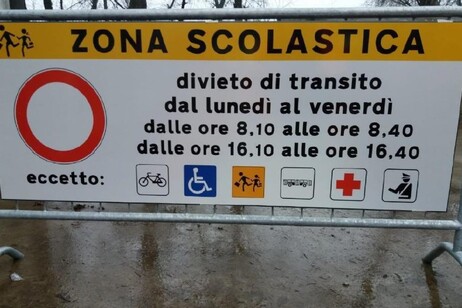 ZONA SCOLASTICA
divieto di transito
dal lunedì al venerdì
dalle ore 8,10 alle ore 8,40
dalle ore 16,10 alle ore 16,40
eccetto: